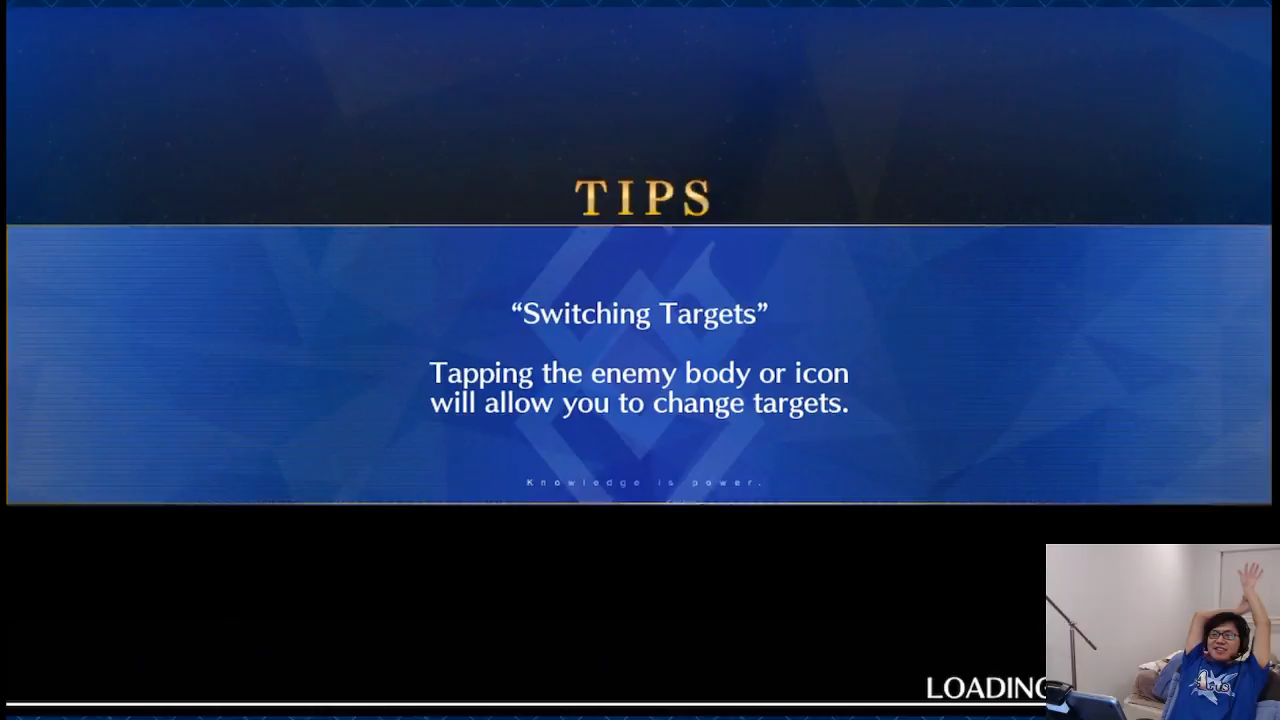 TIPS
“Switching Targets”
Tapping the enemy body or icon
will allow you to change targets.
Knowledge is power.
LOADING